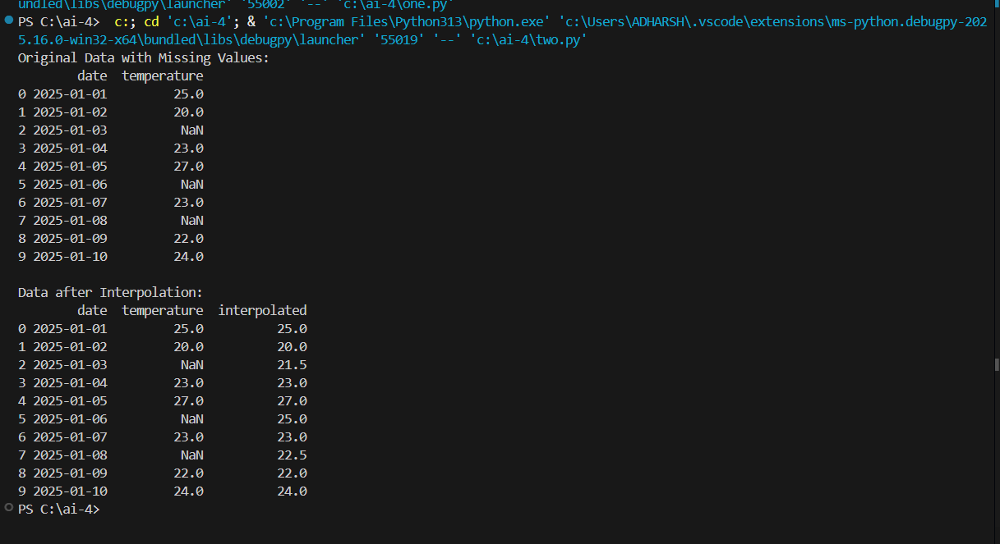 undled\libs\debugpy\launcher' '55002' '--' 'c:\ai-4\one.py'
PS C:\ai-4>  c:; cd 'c:\ai-4'; & 'c:\Program Files\Python313\python.exe' 'c:\Users\ADHARSH\.vscode\extensions\ms-python.debugpy-202
5.16.0-win32-x64\bundled\libs\debugpy\launcher' '55019' '--' 'c:\ai-4\two.py'
Original Data with Missing Values:
        date  temperature
0 2025-01-01         25.0
1 2025-01-02         20.0
2 2025-01-03          NaN
3 2025-01-04         23.0
4 2025-01-05         27.0
5 2025-01-06          NaN
6 2025-01-07         23.0
7 2025-01-08          NaN
8 2025-01-09         22.0
9 2025-01-10         24.0

Data after Interpolation:
        date  temperature  interpolated
0 2025-01-01         25.0          25.0
1 2025-01-02         20.0          20.0
2 2025-01-03          NaN          21.5
3 2025-01-04         23.0          23.0
4 2025-01-05         27.0          27.0
5 2025-01-06          NaN          25.0
6 2025-01-07         23.0          23.0
7 2025-01-08          NaN          22.5
8 2025-01-09         22.0          22.0
9 2025-01-10         24.0          24.0
PS C:\ai-4>